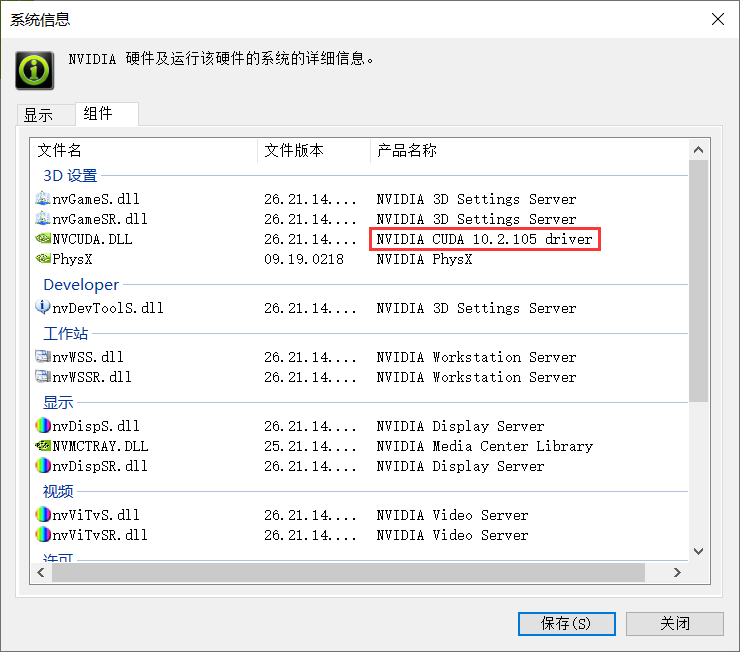 系统信息
NVIDIA 硬件及运行该硬件的系统的详细信息。
显示 组件
文件名 文件版本 产品名称
3D 设置
nvGameS.dll 26.21.14.... NVIDIA 3D Settings Server
nvGameSR.dll 26.21.14.... NVIDIA 3D Settings Server
NVCUDA.DLL 26.21.14.... NVIDIA CUDA 10.2.105 driver
PhysX 09.19.0218 NVIDIA PhysX
Developer
nvDevToolS.dll 26.21.14.... NVIDIA 3D Settings Server
工作站
nvWSS.dll 26.21.14.... NVIDIA Workstation Server
nvWSSR.dll 26.21.14.... NVIDIA Workstation Server
显示
nvDispS.dll 26.21.14.... NVIDIA Display Server
NVMCTRAY.DLL 25.21.14.... NVIDIA Media Center Library
nvDispSR.dll 26.21.14.... NVIDIA Display Server
视频
nvViTvS.dll 26.21.14.... NVIDIA Video Server
nvViTvSR.dll 26.21.14.... NVIDIA Video Server
许可
保存(S) 关闭